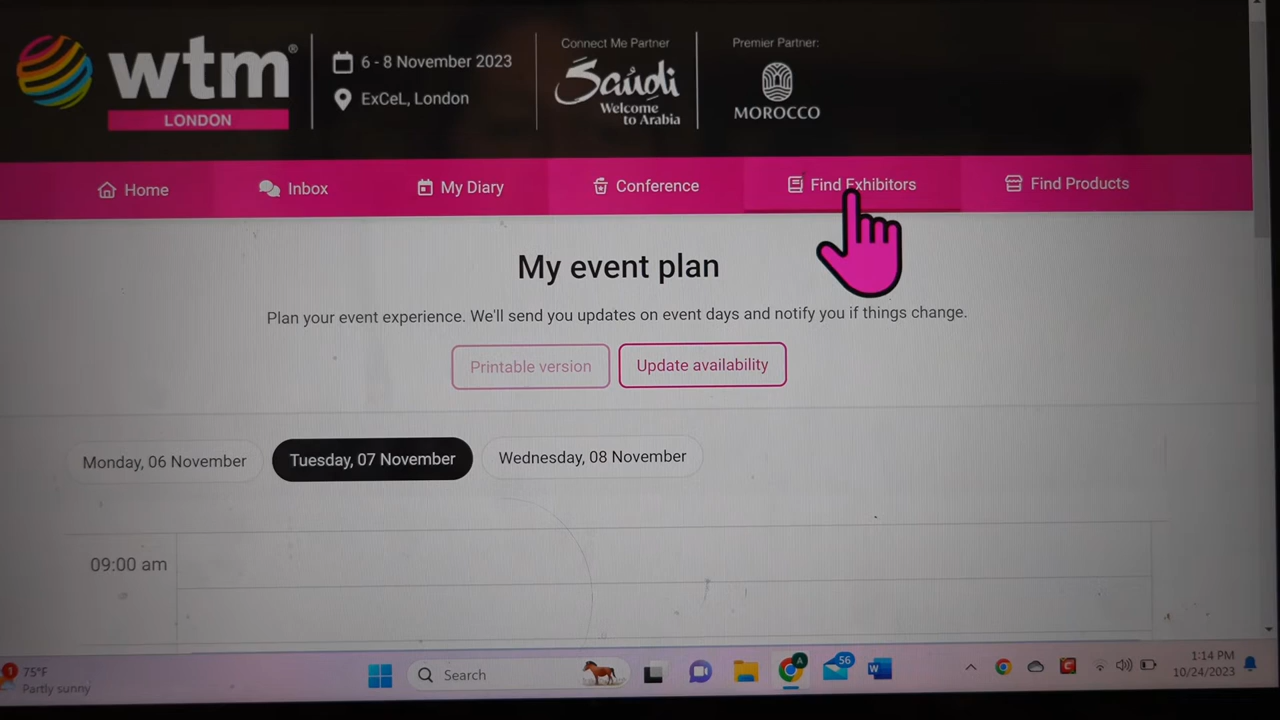 wtm®
LONDON
6 - 8 November 2023
ExCeL, London
Connect Me Partner
Saudi
Welcome
to Arabia
Premier Partner:
MOROCCO
Home
Inbox
My Diary
Conference
Find Exhibitors
Find Products
My event plan
Plan your event experience. We'll send you updates on event days and notify you if things change.
Printable version
Update availability
Monday, 06 November
Tuesday, 07 November
Wednesday, 08 November
09:00 am
1
75°F
Partly sunny
Search
A
56
W
C
1:14 PM
10/24/2023